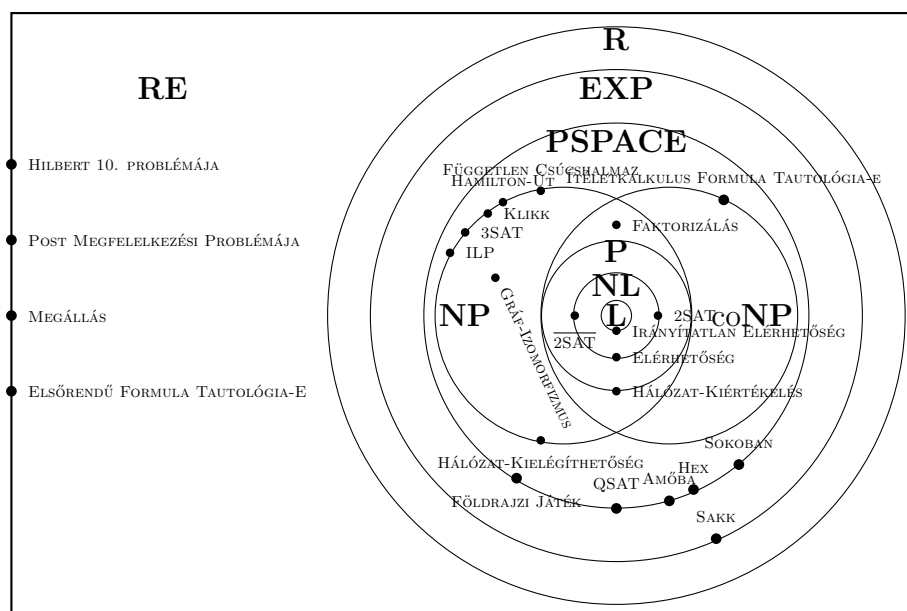 R
RE
EXP
PSPACE
Hilbert 10. problémája
Független Csúcshalmaz
Hamilton-Út
Ítéletkalkulus Formula Tautológia-e
Klikk
Faktorizálás
3SAT
Post Megfelelkezési Problémája
ILP
P
NL
Gráf-Izomorfizmus
Megállás
NP
L
2SAT
coNP
2SAT
Irányítatlan Elérhetőség
Elérhetőség
Elsőrendű Formula Tautológia-E
Hálózat-Kiértékelés
Sokoban
Hálózat-Kielégíthetőség
Hex
Amőba
QSAT
Földrajzi Játék
Sakk